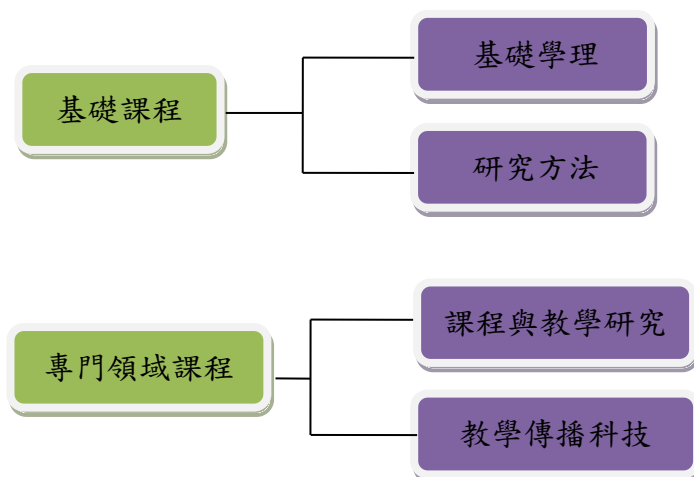 基礎課程
基礎學理
研究方法
專門領域課程
課程與教學研究
教學傳播科技